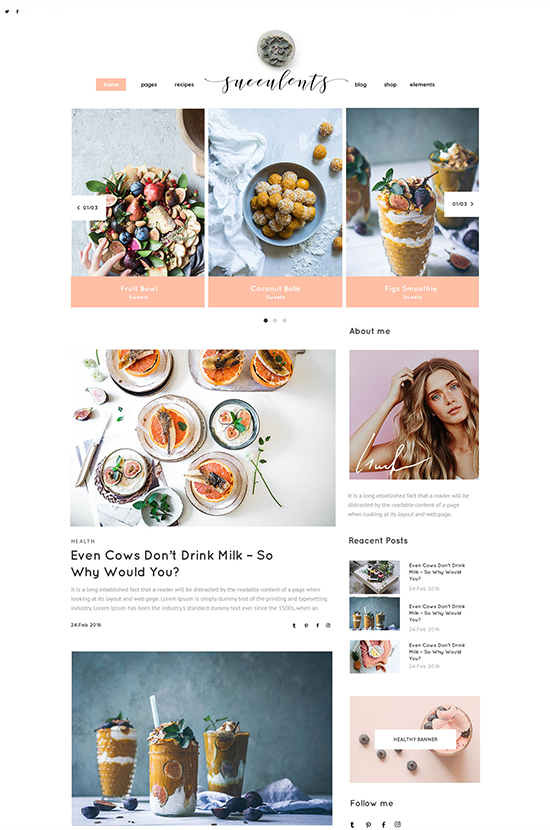 succulents
home
pages
recipes
blog
shop
elements
01/03
01/03
Fruit Bowl
Sweets
Coconut Balls
Sweets
Figs Smoothie
Sweets
HEALTH
Even Cows Don't Drink Milk – So
Why Would You?
It is a long established fact that a reader will be distracted by the readable content of a page when
looking at its layout and web page. Lorem Ipsum is simply dummy text of the printing and typesetting
industry Lorem Ipsum has been the industry's standard dummy text ever since the 1500s, when an
24.Feb 2016
About me
It is a long established fact that a reader will be
distracted by the readable content of a page
when looking at its layout and web page.
Reacent Posts
Even Cows Don't Drink
Milk – So Why Would
You?
24.Feb 2016
Even Cows Don't Drink
Milk – So Why Would
You?
24.Feb 2016
Even Cows Don't Drink
Milk – So Why Would
You?
24.Feb 2016
HEALTHY BANNER
Follow me